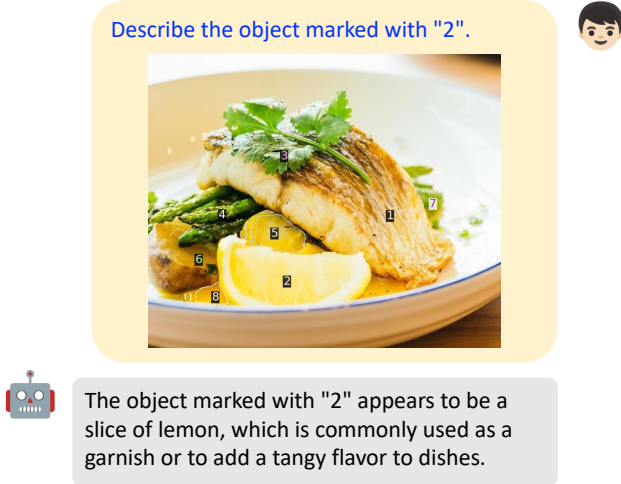 Describe the object marked with "2".
3
1
7
4
5
6
2
8
The object marked with "2" appears to be a
slice of lemon, which is commonly used as a
garnish or to add a tangy flavor to dishes.